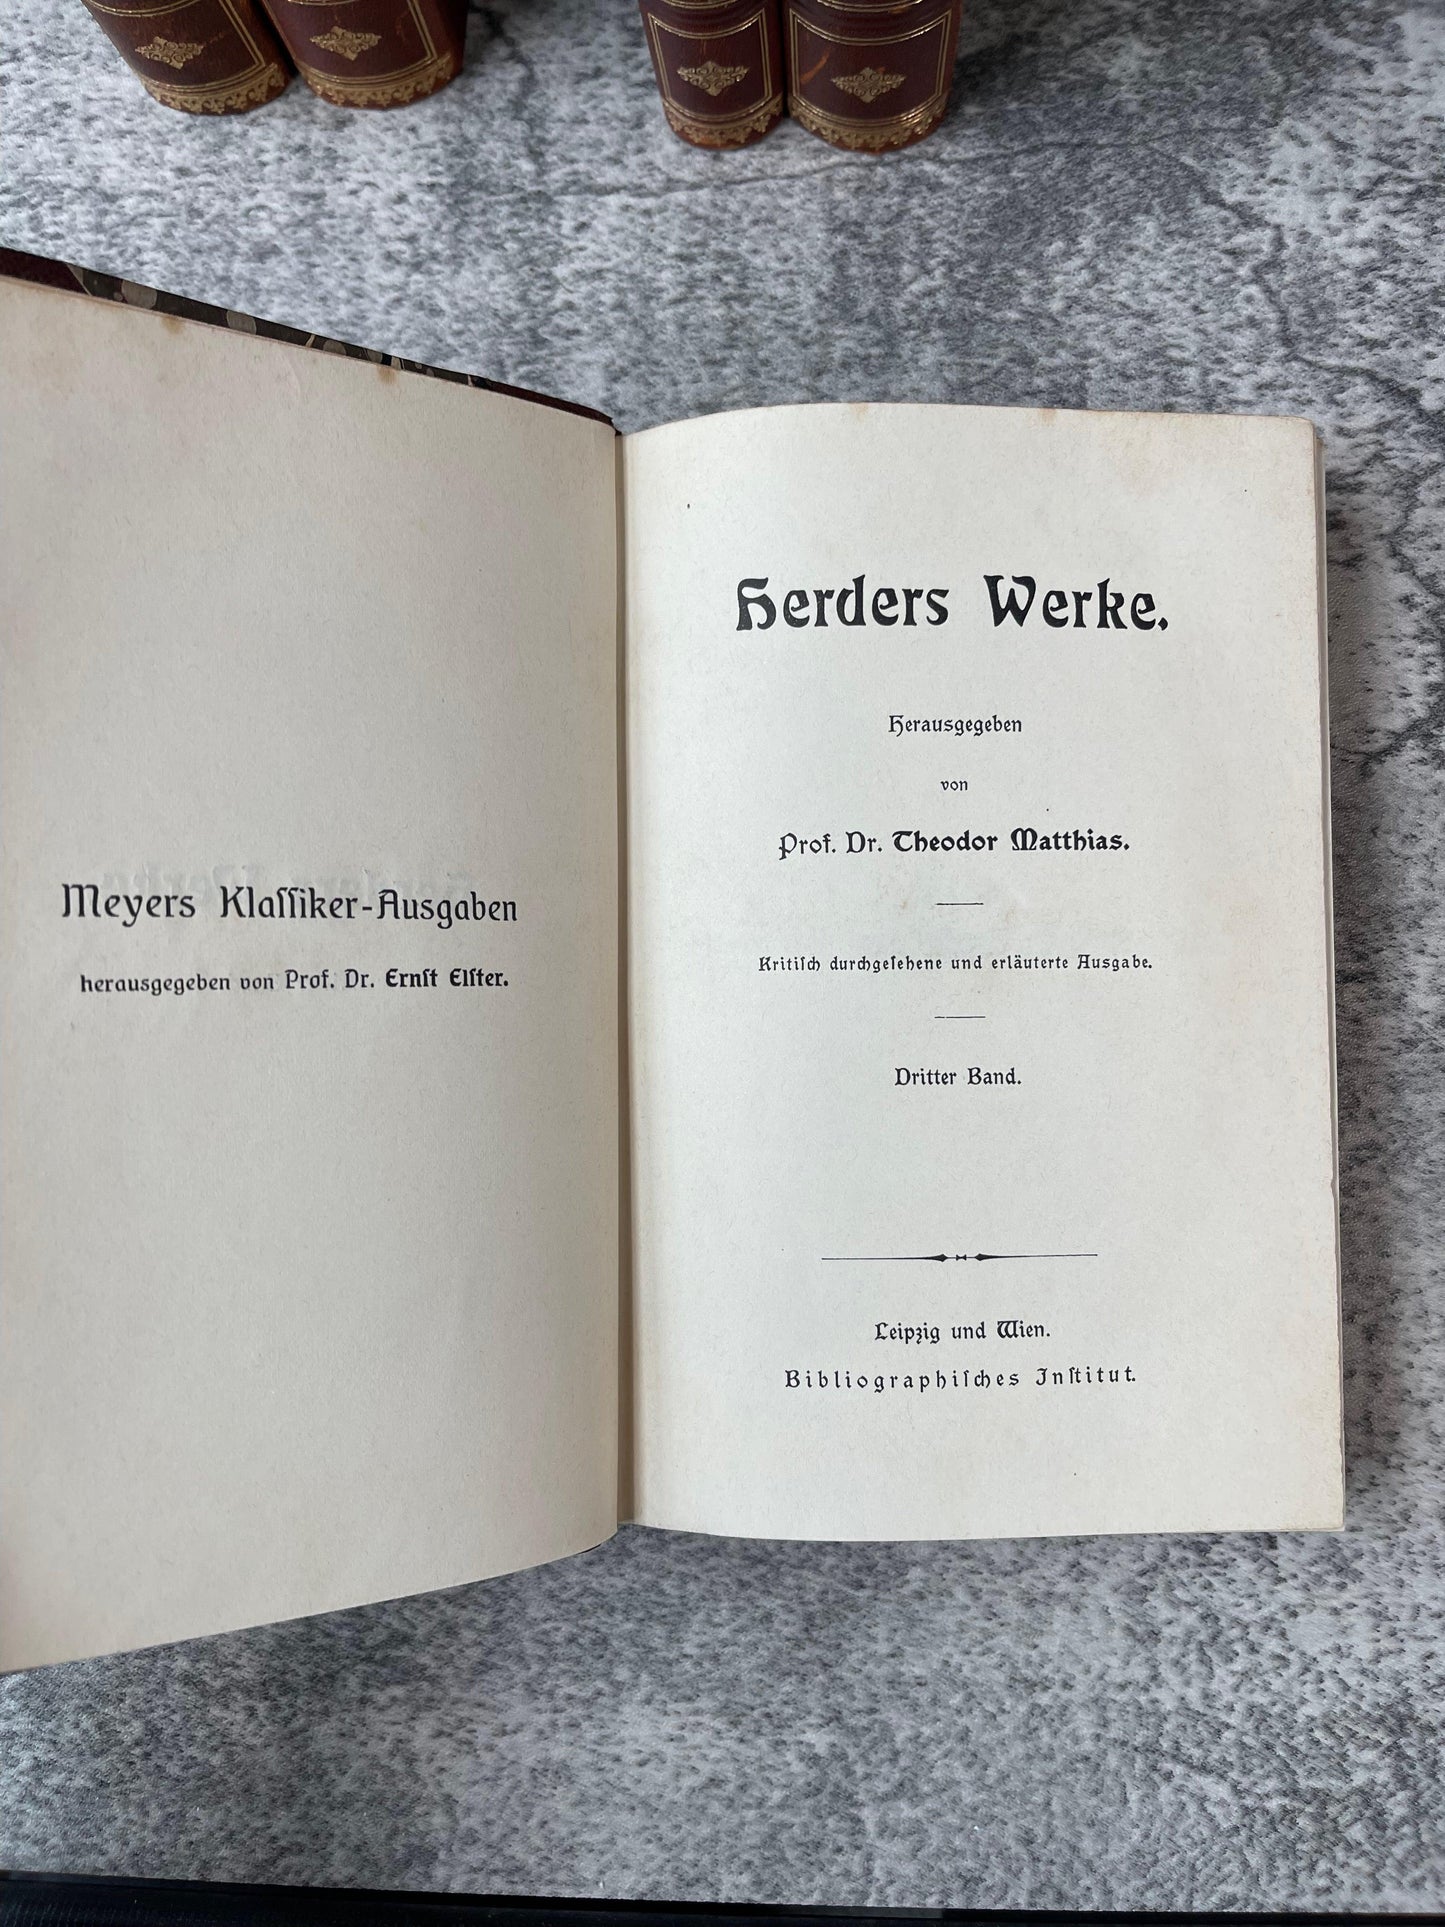 Meyers Klaſſiker-Ausgaben
herausgegeben von Prof. Dr. Ernſt Elſter.
Herders Werke.
Herausgegeben
von
Prof. Dr. Theodor Matthias.
Kritiſch durchgeſehene und erläuterte Ausgabe.
Dritter Band.
Leipzig und Wien.
Bibliographiſches Inſtitut.